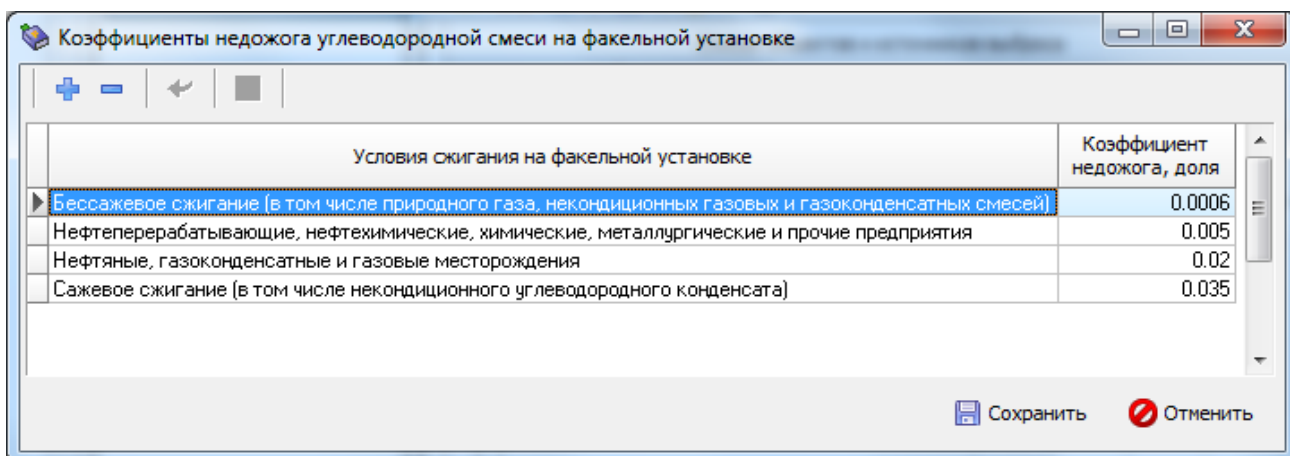 Коэффициенты недожога углеводородной смеси на факельной установке
Условия сжигания на факельной установке
Коэффициент
недожога, доля
Бессажевое сжигание (в том числе природного газа, некондиционных газовых и газоконденсатных смесей) 0.0006
Нефтеперерабатывающие, нефтехимические, химические, металлургические и прочие предприятия 0.005
Нефтяные, газоконденсатные и газовые месторождения 0.02
Сажевое сжигание (в том числе некондиционного углеводородного конденсата) 0.035
Сохранить Отменить